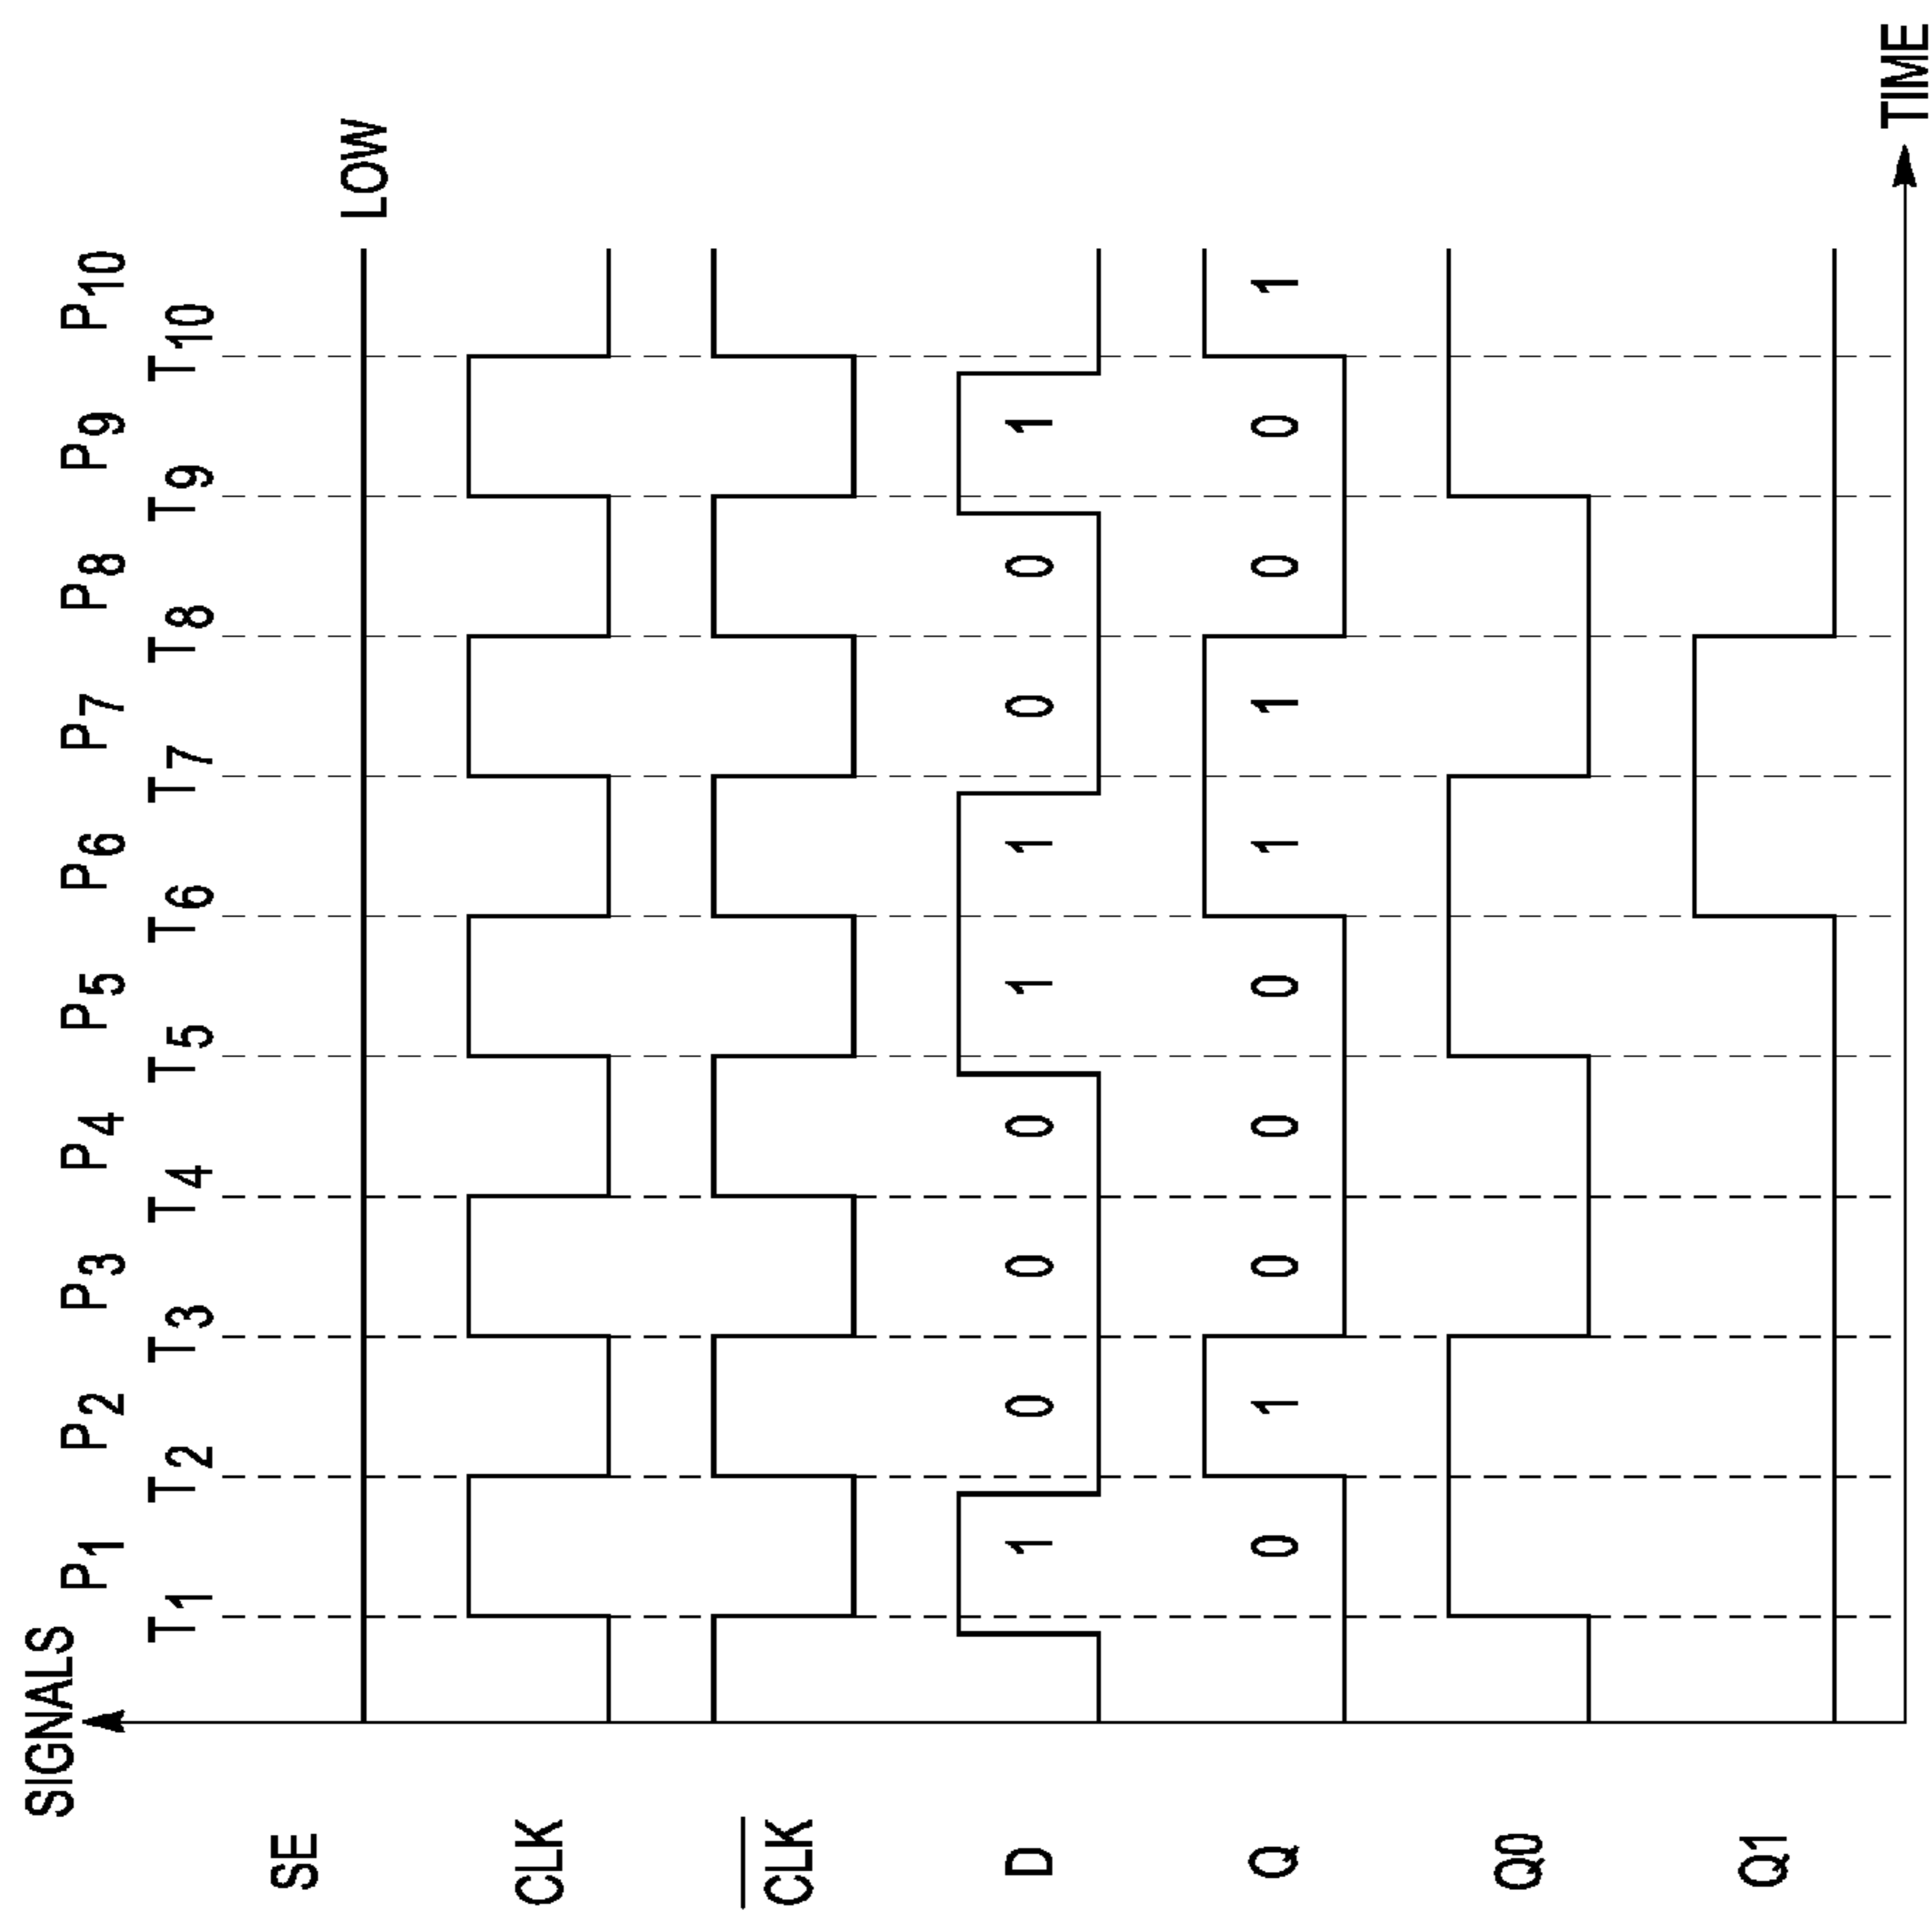 SIGNALS
P1 P2 P3 P4 P5 P6 P7 P8 P9 P10
T1 T2 T3 T4 T5 T6 T7 T8 T9 T10
SE LOW
CLK
CLK
D 1 0 0 0 1 1 0 0 1
Q 0 1 0 0 0 1 1 0 0 1
Q0
Q1
TIME